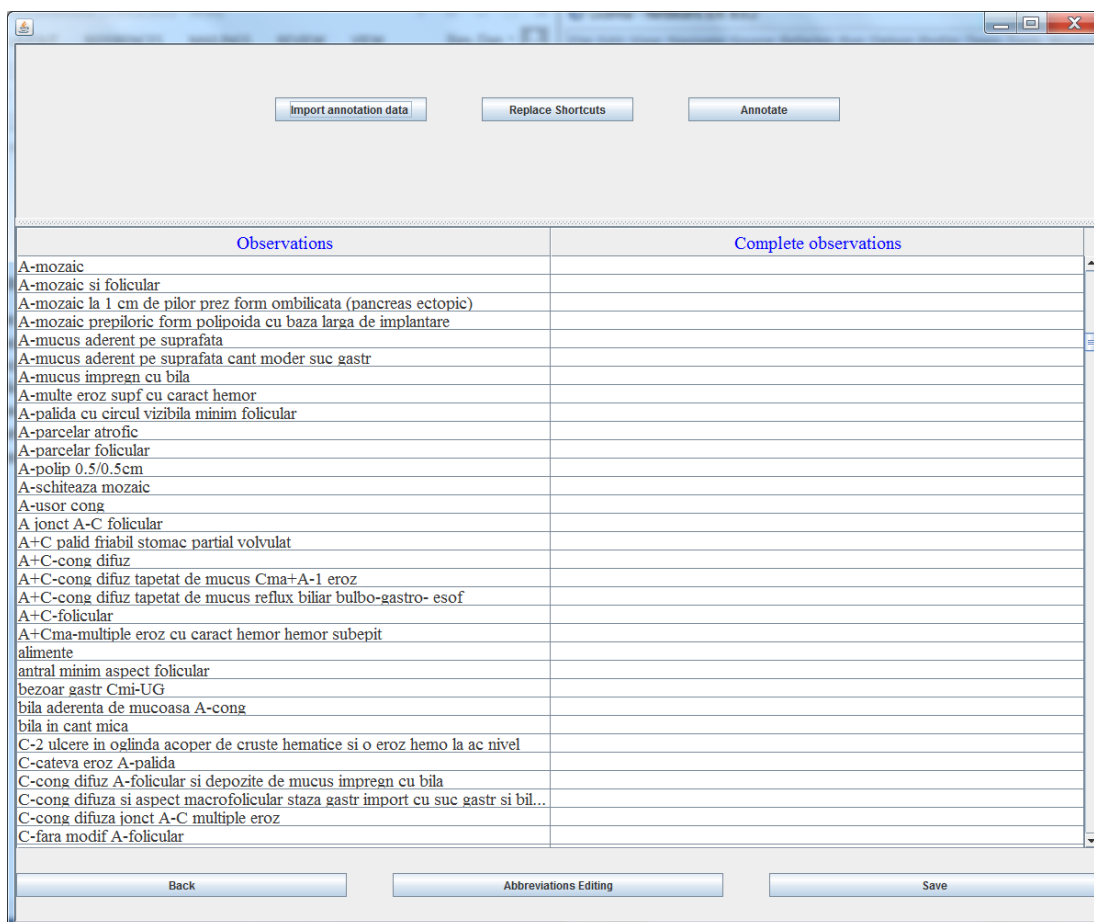 Import annotation data
Replace Shortcuts
Annotate
Observations
Complete observations
A-mozaic
A-mozaic si folicular
A-mozaic la 1 cm de pilor prez form ombilicata (pancreas ectopic)
A-mozaic prepiloric form polipoida cu baza larga de implantare
A-mucus aderent pe suprafata
A-mucus aderent pe suprafata cant moder suc gastr
A-mucus impregn cu bila
A-multe eroz supf cu caract hemor
A-palida cu circul vizibila minim folicular
A-parcelar atrofic
A-parcelar folicular
A-polip 0.5/0.5cm
A-schiteaza mozaic
A-usor cong
A jonct A-C folicular
A+C palid friabil stomac partial volvulat
A+C-cong difuz
A+C-cong difuz tapetat de mucus Cma+A-1 eroz
A+C-cong difuz tapetat de mucus reflux biliar bulbo-gastro- esof
A+C-folicular
A+Cma-multiple eroz cu caract hemor hemor subepit
alimente
antral minim aspect folicular
bezoar gastr Cmi-UG
bila aderenta de mucoasa A-cong
bila in cant mica
C-2 ulcere in oglinda acoper de cruste hematice si o eroz hemo la ac nivel
C-cateva eroz A-palida
C-cong difuz A-folicular si depozite de mucus impregn cu bila
C-cong difuza si aspect macrofolicular staza gastr import cu suc gastr si bil...
C-cong difuza jonct A-C multiple eroz
C-fara modif A-folicular
Back
Abbreviations Editing
Save